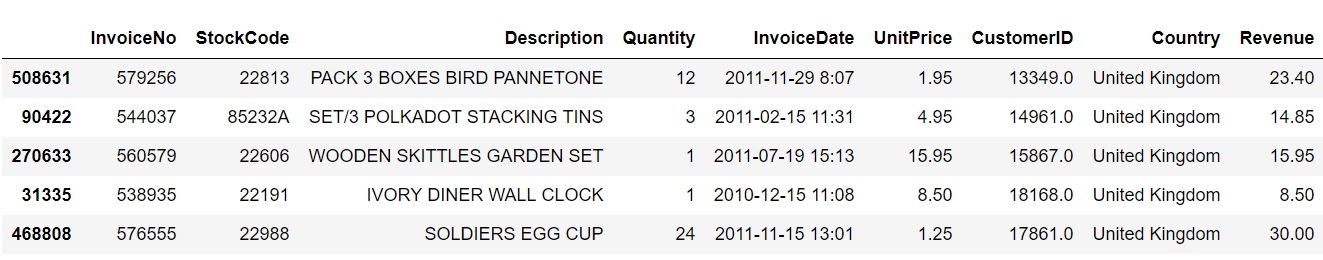 InvoiceNo StockCode Description Quantity InvoiceDate UnitPrice CustomerID Country Revenue
508631 579256 22813 PACK 3 BOXES BIRD PANNETONE 12 2011-11-29 8:07 1.95 13349.0 United Kingdom 23.40
90422 544037 85232A SET/3 POLKADOT STACKING TINS 3 2011-02-15 11:31 4.95 14961.0 United Kingdom 14.85
270633 560579 22606 WOODEN SKITTLES GARDEN SET 1 2011-07-19 15:13 15.95 15867.0 United Kingdom 15.95
31335 538935 22191 IVORY DINER WALL CLOCK 1 2010-12-15 11:08 8.50 18168.0 United Kingdom 8.50
468808 576555 22988 SOLDIERS EGG CUP 24 2011-11-15 13:01 1.25 17861.0 United Kingdom 30.00